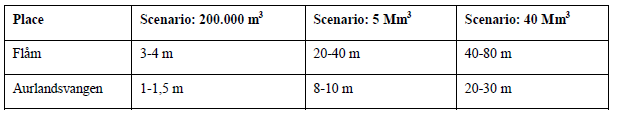 Place Scenario: 200.000 m³ Scenario: 5 Mm³ Scenario: 40 Mm³
Flåm 3-4 m 20-40 m 40-80 m
Aurlandsvangen 1-1,5 m 8-10 m 20-30 m